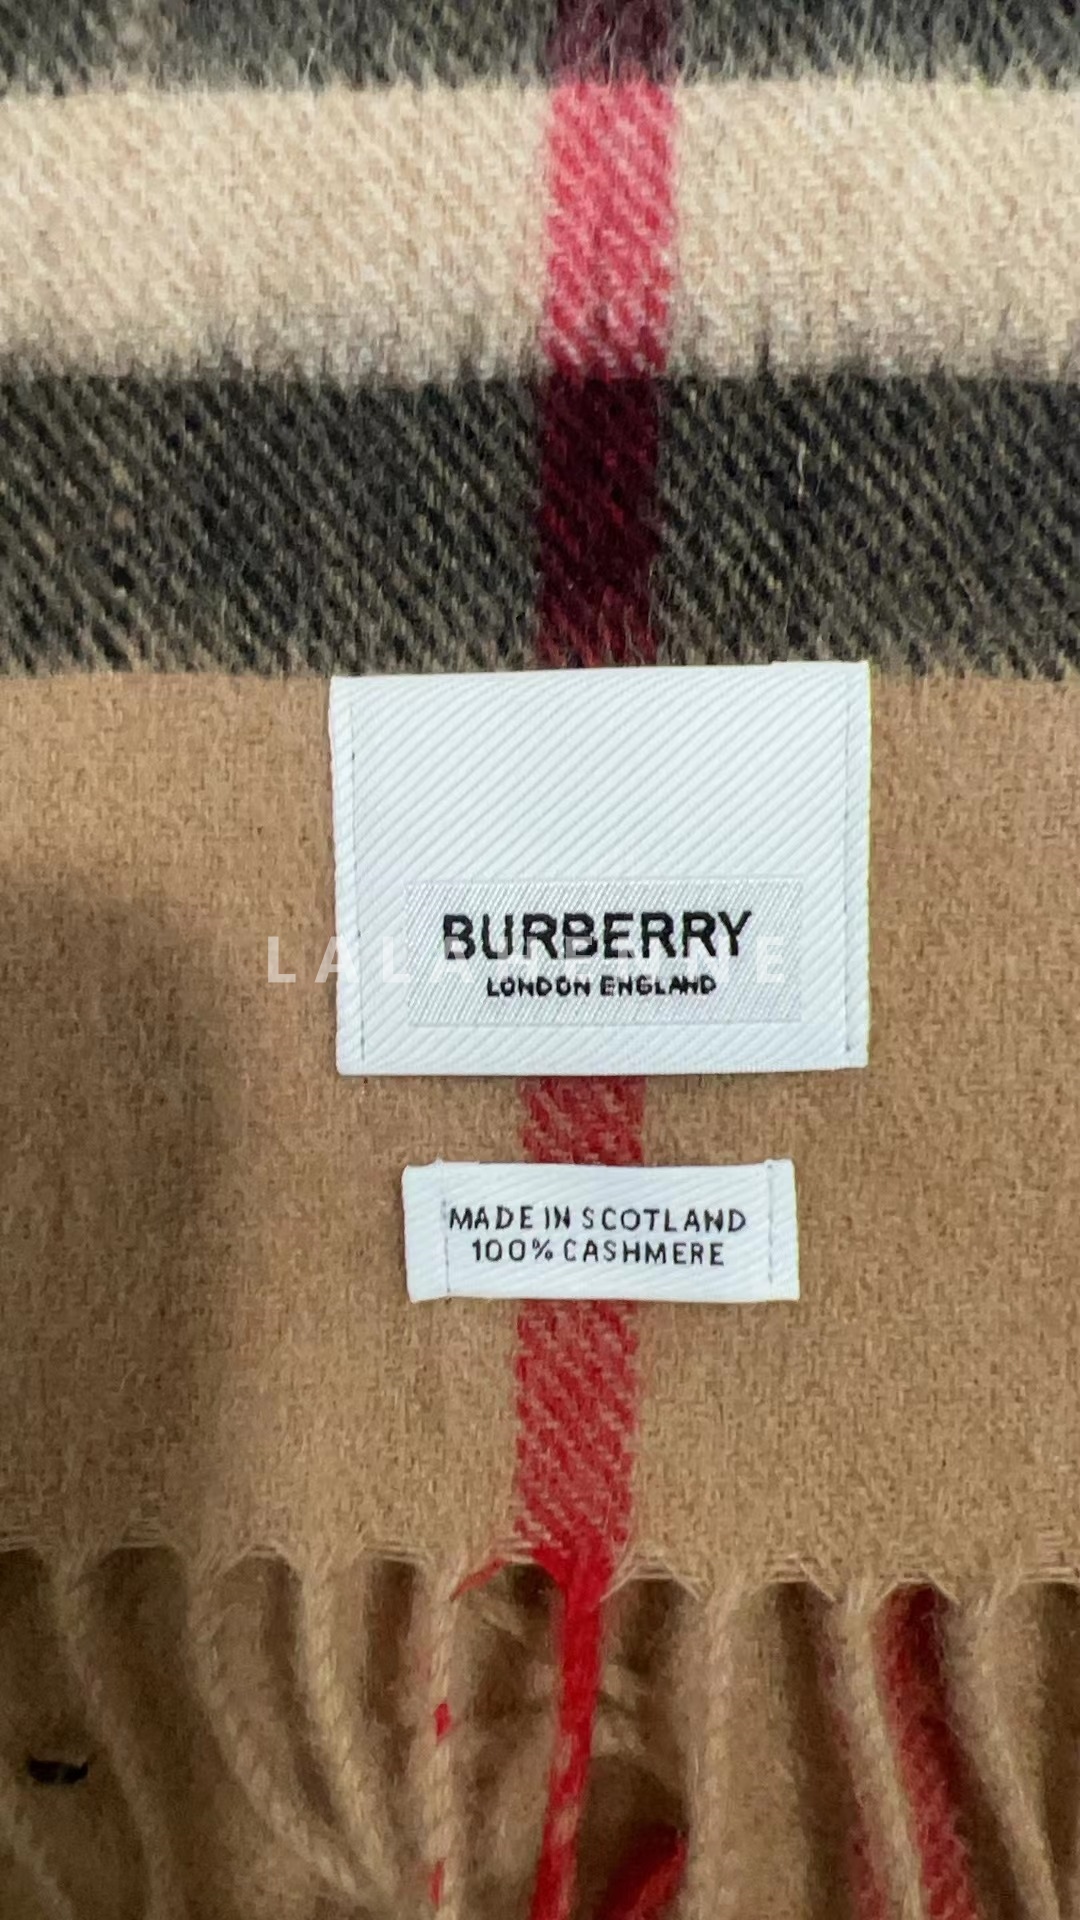 BURBERRY
LONDON ENGLAND
MADE IN SCOTLAND
100% CASHMERE